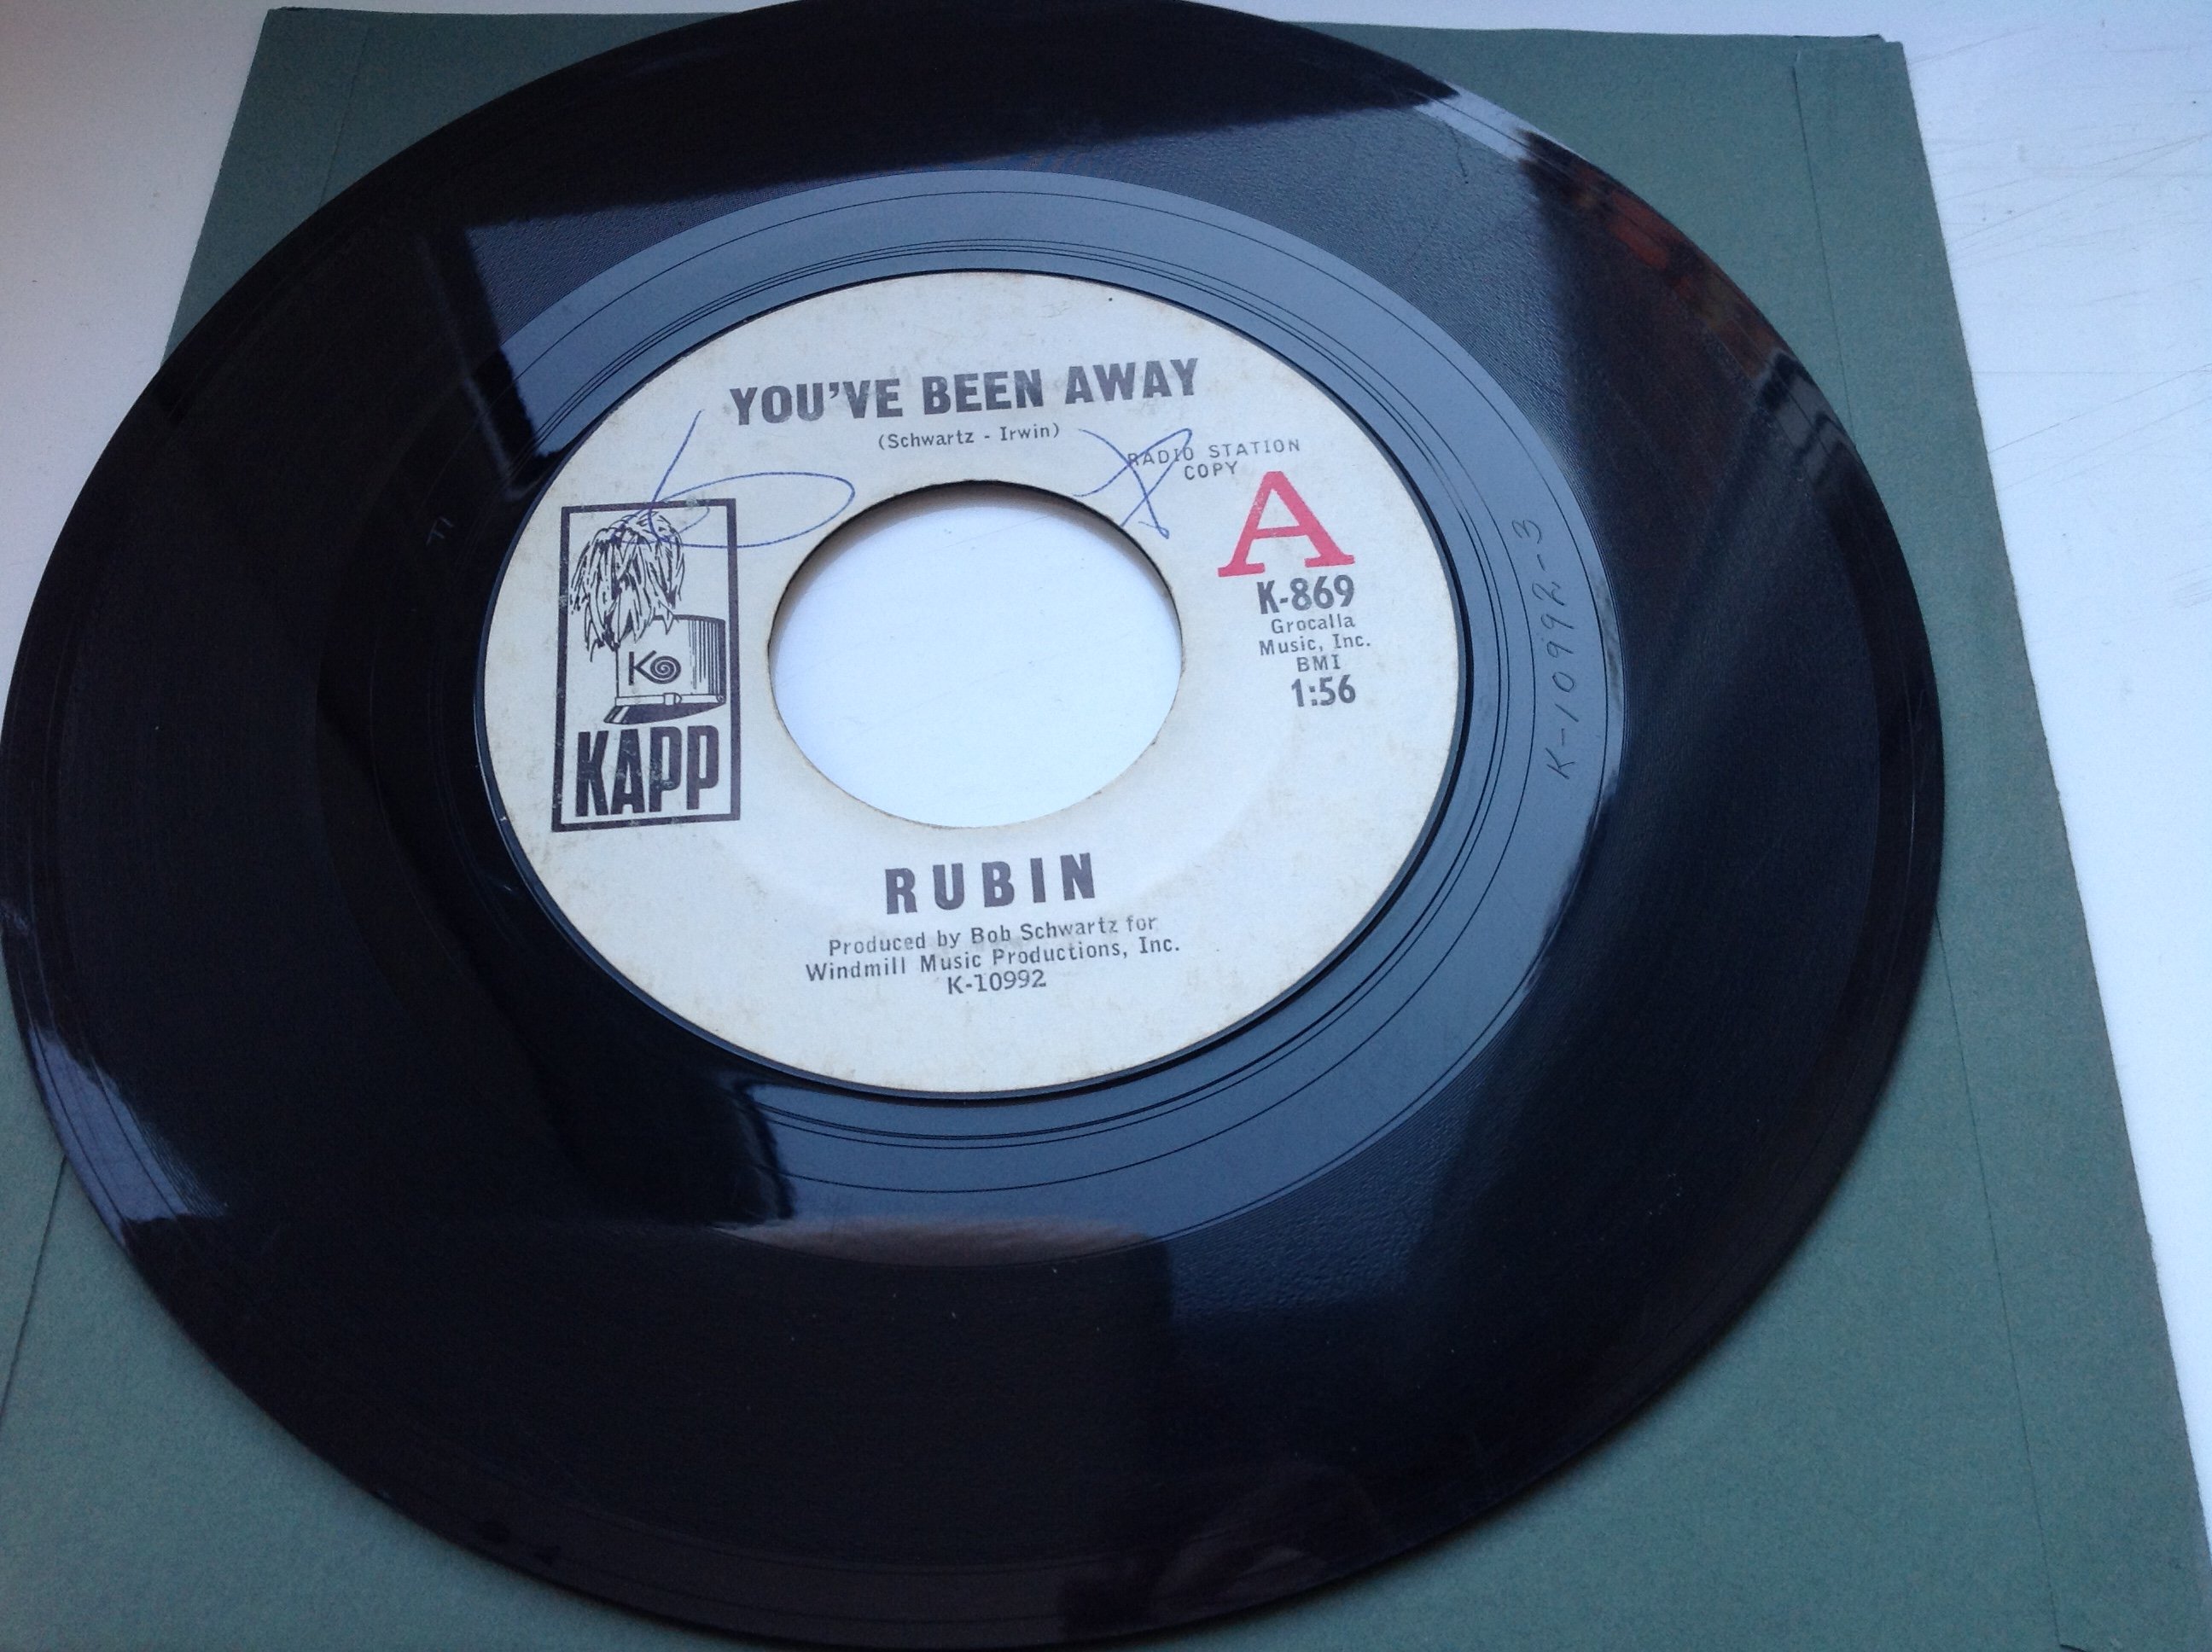 YOU'VE BEEN AWAY
(Schwartz - Irwin)
RADIO STATION
COPY
A
K-869
Grocalla
Music, Inc.
BMI
1:56
K
KAPP
RUBIN
Produced by Bob Schwartz for
Windmill Music Productions, Inc.
K-10992
K-10992-3
T1